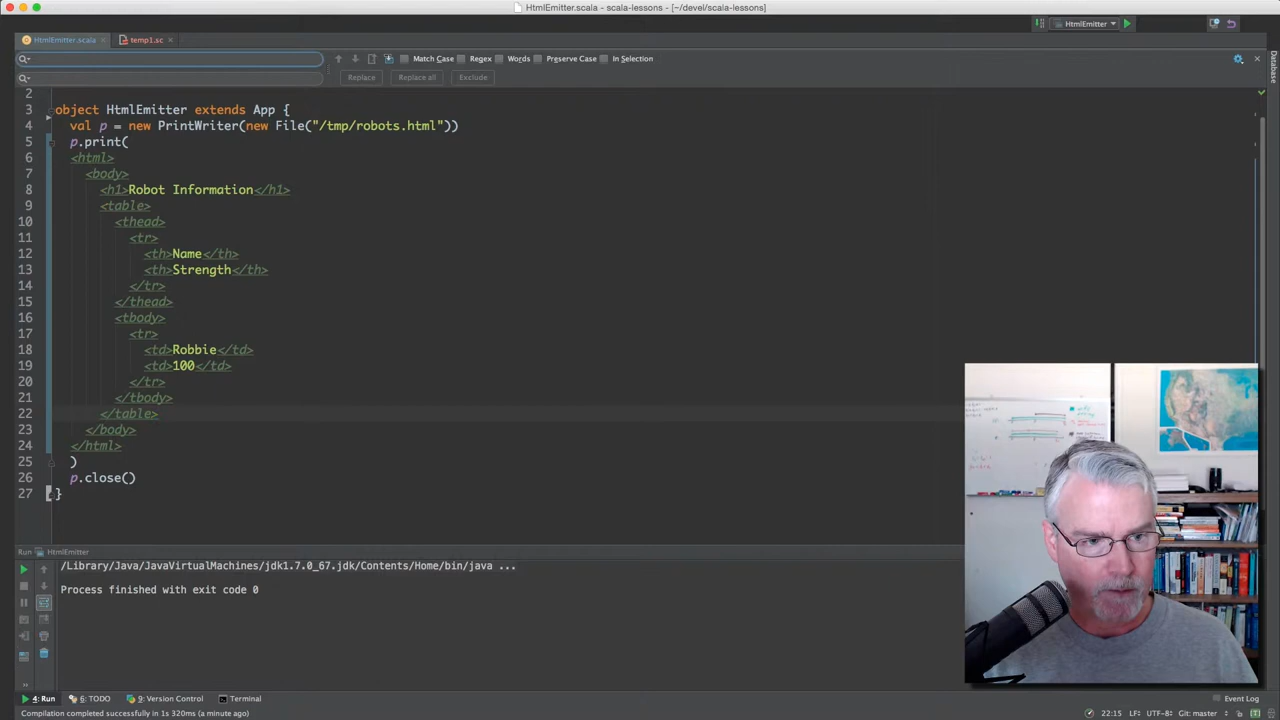 HtmlEmitter.scala - scala-lessons - [~/devel/scala-lessons]
HtmlEmitter
HtmlEmitter.scala
temp1.sc
Match Case
Regex
Words
Preserve Case
In Selection
Replace
Replace all
Exclude
Database
2
3 object HtmlEmitter extends App {
4 val p = new PrintWriter(new File("/tmp/robots.html"))
5 p.print(
6 <html>
7 <body>
8 <h1>Robot Information</h1>
9 <table>
10 <thead>
11 <tr>
12 <th>Name</th>
13 <th>Strength</th>
14 </tr>
15 </thead>
16 <tbody>
17 <tr>
18 <td>Robbie</td>
19 <td>100</td>
20 </tr>
21 </tbody>
22 </table>
23 </body>
24 </html>
25 )
26 p.close()
27 }
Run HtmlEmitter
/Library/Java/JavaVirtualMachines/jdk1.7.0_67.jdk/Contents/Home/bin/java ...
Process finished with exit code 0
4: Run
6: TODO
9: Version Control
Terminal
Event Log
Compilation completed successfully in 1s 320ms (a minute ago)
22:15 LF÷ UTF-8÷ Git: master÷